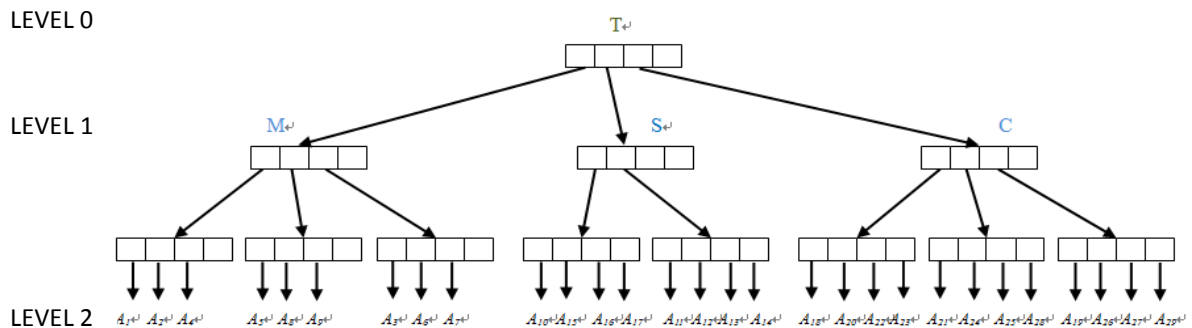 LEVEL 0
T↵
LEVEL 1
M↵ S↵ C
LEVEL 2 A1↵ A2↵ A4↵ A5↵ A8↵ A9↵ A3↵ A6↵ A7↵ A10↵ A15↵ A16↵ A17↵ A11↵ A12↵ A13↵ A14↵ A18↵ A20↵ A22↵ A23↵ A21↵ A24↵ A25↵ A28↵ A19↵ A26↵ A27↵ A29↵